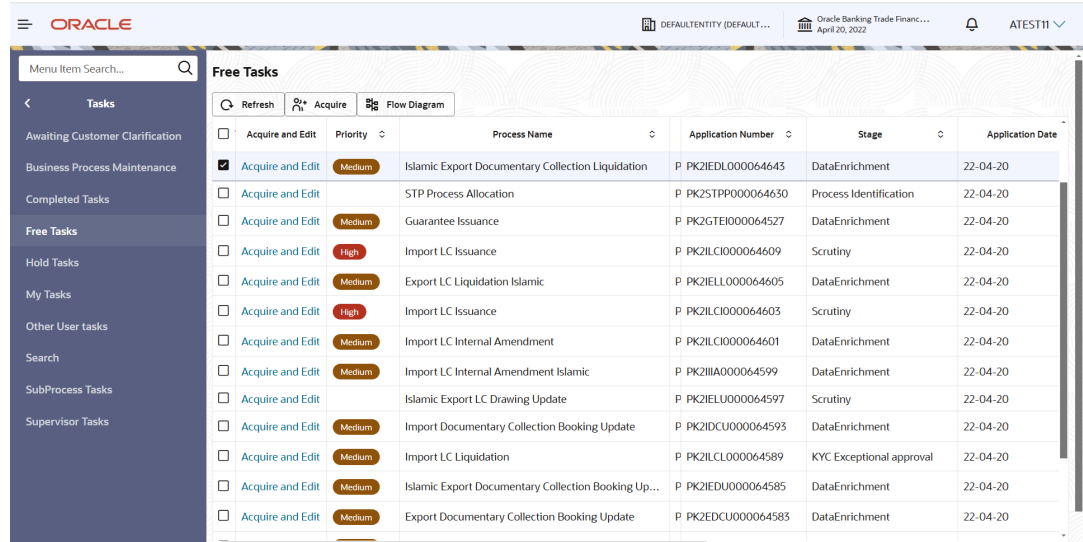 ORACLE
DEFAULTENTITY (DEFAULT...
Oracle Banking Trade Financ...
April 20, 2022
ATEST11
Menu Item Search...
Tasks
Awaiting Customer Clarification
Business Process Maintenance
Completed Tasks
Free Tasks
Hold Tasks
My Tasks
Other User tasks
Search
SubProcess Tasks
Supervisor Tasks
Free Tasks
Refresh Acquire Flow Diagram
Acquire and Edit Priority Process Name Application Number Stage Application Date
Acquire and Edit Medium Islamic Export Documentary Collection Liquidation P PK2IEDL000064643 DataEnrichment 22-04-20
Acquire and Edit STP Process Allocation P PK2STPP000064630 Process Identification 22-04-20
Acquire and Edit Medium Guarantee Issuance P PK2GTEI000064527 DataEnrichment 22-04-20
Acquire and Edit High Import LC Issuance P PK2ILCI000064609 Scrutiny 22-04-20
Acquire and Edit Medium Export LC Liquidation Islamic P PK2IELL000064605 DataEnrichment 22-04-20
Acquire and Edit High Import LC Issuance P PK2ILCI000064603 Scrutiny 22-04-20
Acquire and Edit Medium Import LC Internal Amendment P PK2ILCI000064601 DataEnrichment 22-04-20
Acquire and Edit Medium Import LC Internal Amendment Islamic P PK2IIIA000064599 DataEnrichment 22-04-20
Acquire and Edit Islamic Export LC Drawing Update P PK2IELU000064597 Scrutiny 22-04-20
Acquire and Edit Medium Import Documentary Collection Booking Update P PK2IDCU000064593 DataEnrichment 22-04-20
Acquire and Edit Medium Import LC Liquidation P PK2ILCL000064589 KYC Exceptional approval 22-04-20
Acquire and Edit Medium Islamic Export Documentary Collection Booking Up... P PK2IEDU000064585 DataEnrichment 22-04-20
Acquire and Edit Medium Export Documentary Collection Booking Update P PK2EDCU000064583 DataEnrichment 22-04-20